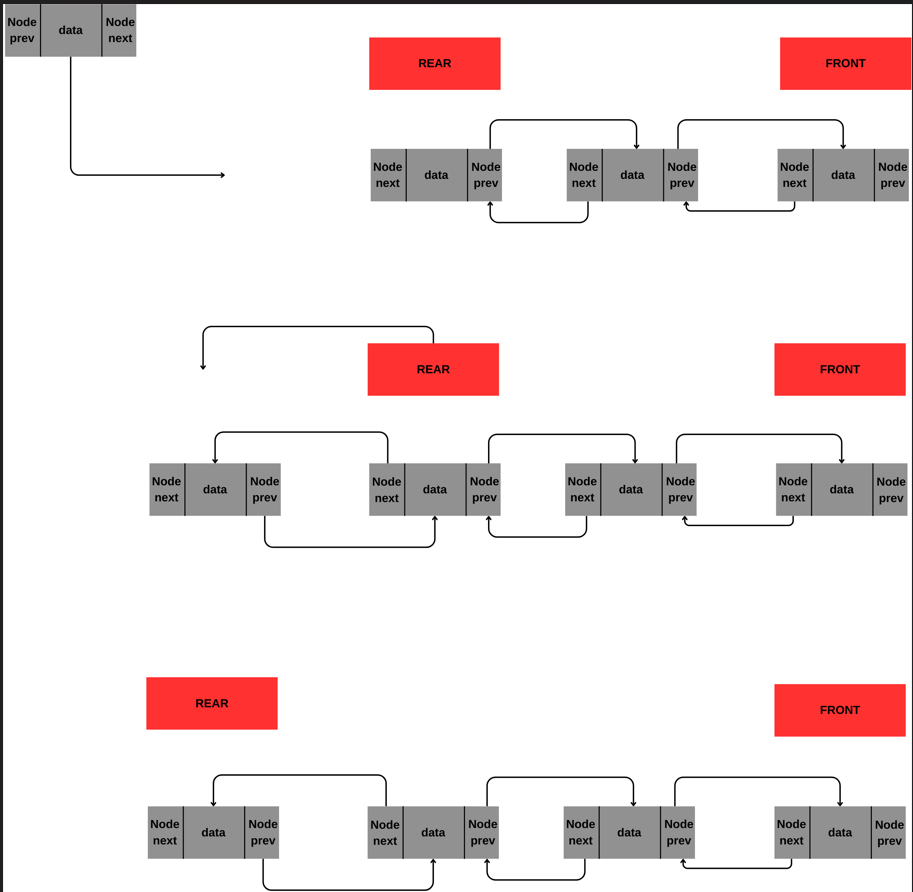 Node prev data Node next
REAR FRONT
Node next data Node prev Node next data Node prev Node next data Node prev
REAR FRONT
Node next data Node prev Node next data Node prev Node next data Node prev Node next data Node prev
REAR FRONT
Node next data Node prev Node next data Node prev Node next data Node prev Node next data Node prev